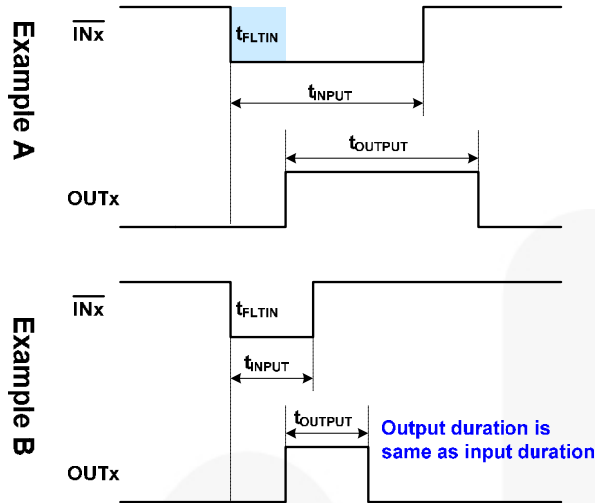 Example A
INx
tFLTIN
tINPUT
tOUTPUT
OUTx
Example B
INx
tFLTIN
tINPUT
tOUTPUT
Output duration is
same as input duration
OUTx